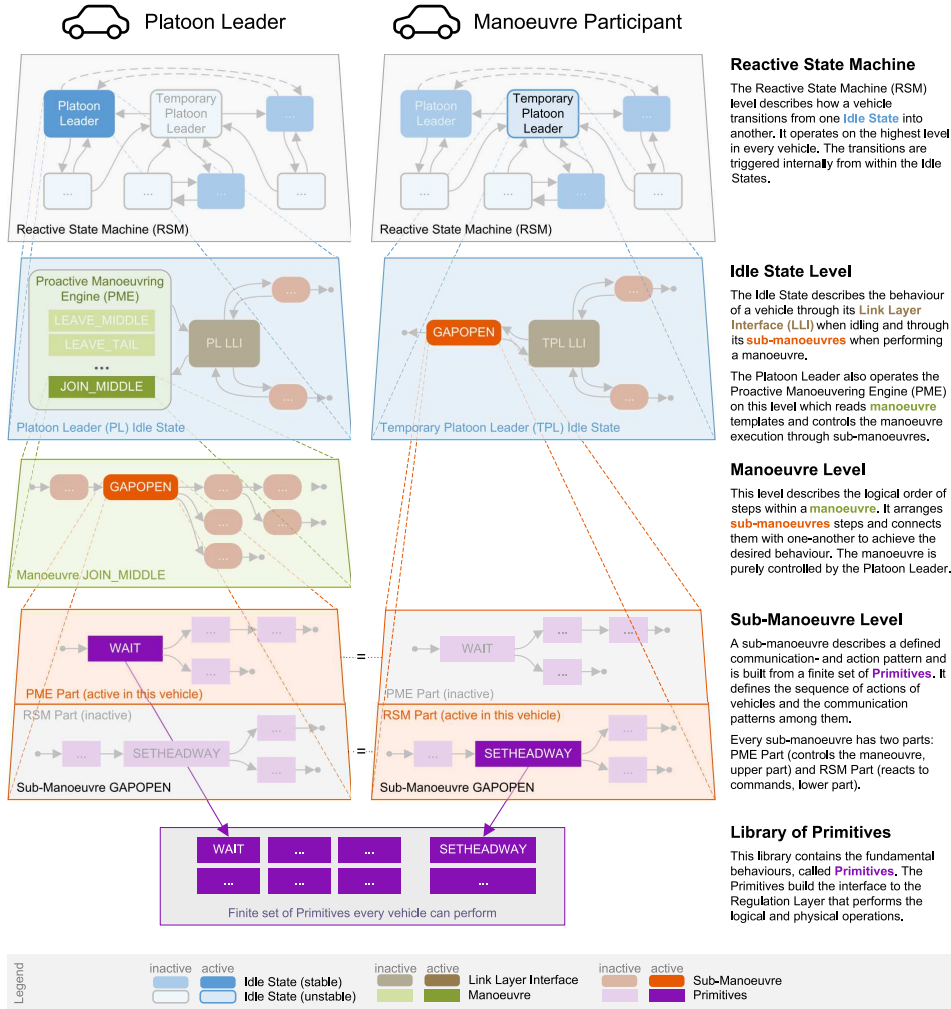 Platoon Leader
Manoeuvre Participant
Platoon
Leader
Temporary
Platoon
Leader
...
...
...
...
...
Reactive State Machine (RSM)
Platoon
Leader
Temporary
Platoon
Leader
...
...
...
...
...
Reactive State Machine (RSM)
Reactive State Machine
The Reactive State Machine (RSM)
level describes how a vehicle
transitions from one Idle State into
another. It operates on the highest level
in every vehicle. The transitions are
triggered internally from within the Idle
States.
Proactive Manoeuvring
Engine (PME)
LEAVE_MIDDLE
LEAVE_TAIL
...
JOIN_MIDDLE
PL LLI
...
...
Platoon Leader (PL) Idle State
GAPOPEN
TPL LLI
...
...
Temporary Platoon Leader (TPL) Idle State
Idle State Level
The Idle State describes the behaviour
of a vehicle through its Link Layer
Interface (LLI) when idling and through
its sub-manoeuvres when performing
a manoeuvre.
The Platoon Leader also operates the
Proactive Manoeuvering Engine (PME)
on this level which reads manoeuvre
templates and controls the manoeuvre
execution through sub-manoeuvres.
...
GAPOPEN
...
...
...
...
...
Manoeuvre JOIN_MIDDLE
Manoeuvre Level
This level describes the logical order of
steps within a manoeuvre. It arranges
sub-manoeuvres steps and connects
them with one-another to achieve the
desired behaviour. The manoeuvre is
purely controlled by the Platoon Leader.
WAIT
...
...
...
PME Part (active in this vehicle)
=
WAIT
...
...
...
PME Part (inactive)
RSM Part (inactive)
...
SETHEADWAY
...
...
Sub-Manoeuvre GAPOPEN
=
RSM Part (active in this vehicle)
...
SETHEADWAY
...
...
Sub-Manoeuvre GAPOPEN
Sub-Manoeuvre Level
A sub-manoeuvre describes a defined
communication- and action pattern and
is built from a finite set of Primitives. It
defines the sequence of actions of
vehicles and the communication
patterns among them.
Every sub-manoeuvre has two parts:
PME Part (controls the maneouvre,
upper part) and RSM Part (reacts to
commands, lower part).
WAIT
...
...
SETHEADWAY
...
...
...
...
Finite set of Primitives every vehicle can perform
Library of Primitives
This library contains the fundamental
behaviours, called Primitives. The
Primitives build the interface to the
Regulation Layer that performs the
logical and physical operations.
Legend
inactive active
Idle State (stable)
Idle State (unstable)
inactive active
Link Layer Interface
Manoeuvre
inactive active
Sub-Manoeuvre
Primitives